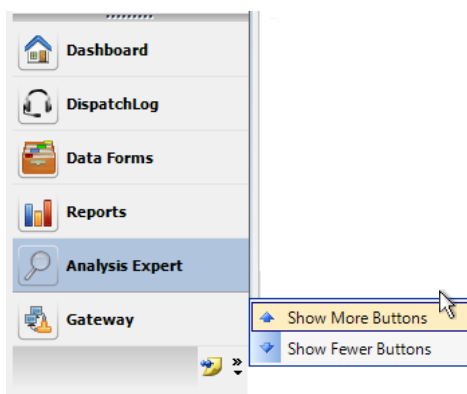 Dashboard
DispatchLog
Data Forms
Reports
Analysis Expert
Gateway
Show More Buttons
Show Fewer Buttons